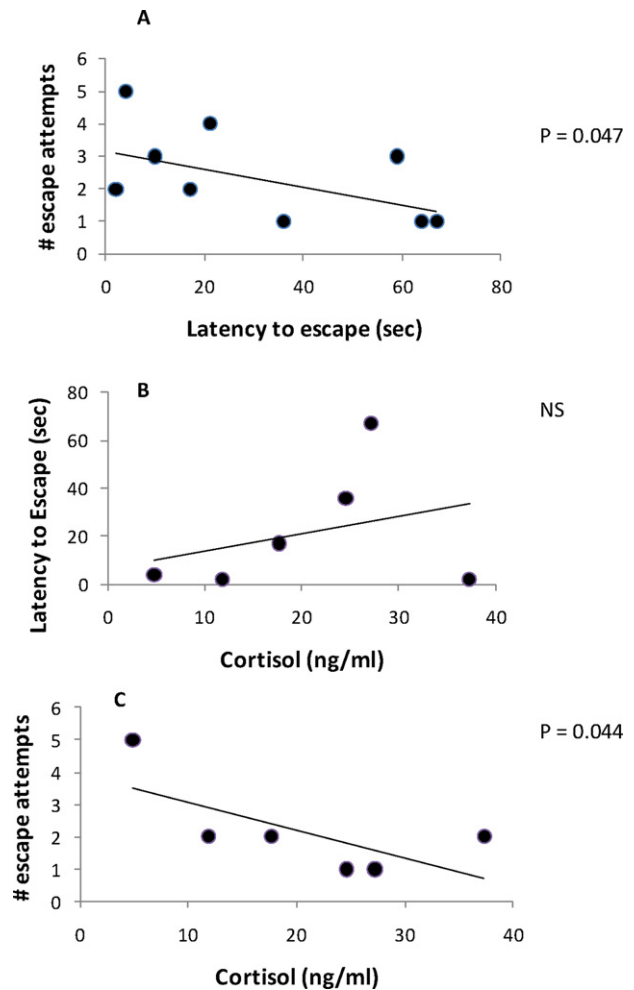 A
# escape attempts
6
5
4
3
2
1
0
0 20 40 60 80
Latency to escape (sec)
P = 0.047
B
Latency to Escape (sec)
80
60
40
20
0
0 10 20 30 40
Cortisol (ng/ml)
NS
C
# escape attempts
6
5
4
3
2
1
0
0 10 20 30 40
Cortisol (ng/ml)
P = 0.044